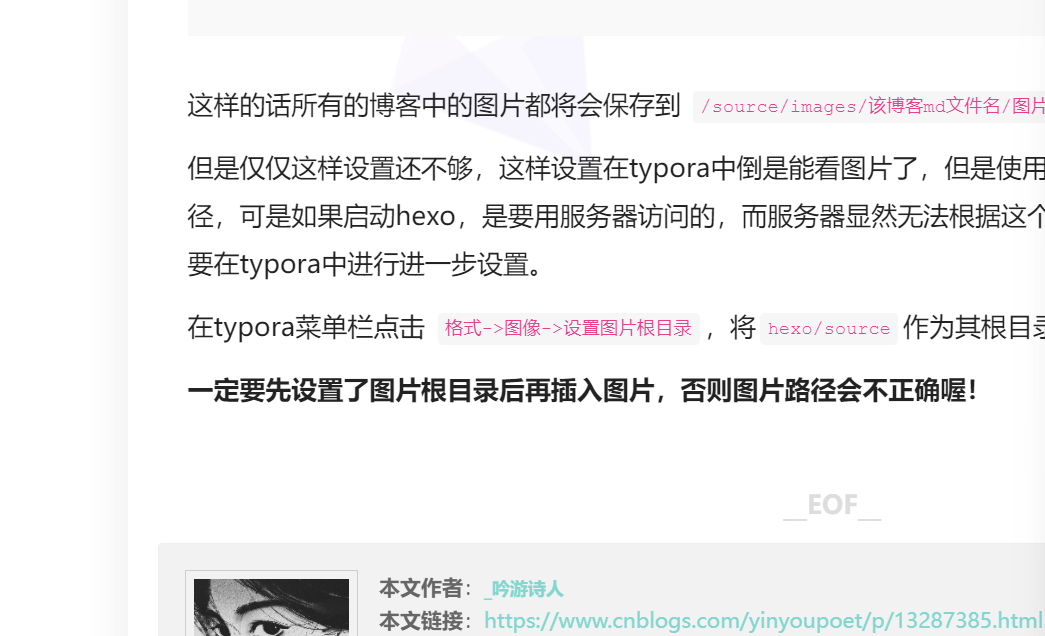 这样的话所有的博客中的图片都将会保存到 /source/images/该博客md文件名/图片
但是仅仅这样设置还不够，这样设置在typora中倒是能看图片了，但是使用
径，可是如果启动hexo，是要用服务器访问的，而服务器显然无法根据这个
要在typora中进行进一步设置。
在typora菜单栏点击 格式->图像->设置图片根目录 ，将 hexo/source 作为其根目录
一定要先设置了图片根目录后再插入图片，否则图片路径会不正确喔！
__EOF__
本文作者：_吟游诗人
本文链接：https://www.cnblogs.com/yinyoupoet/p/13287385.html